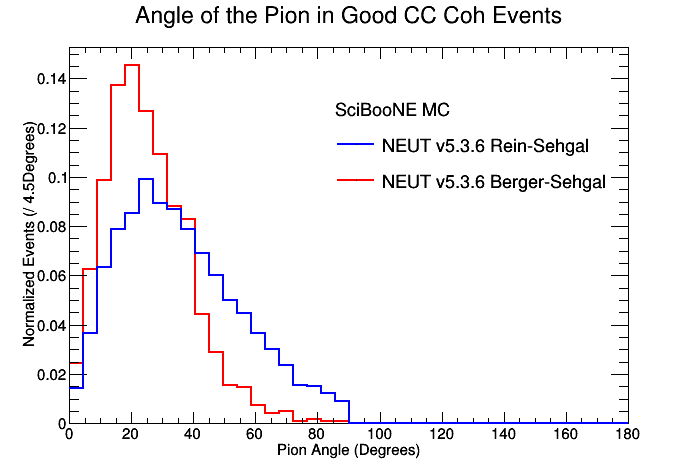 Angle of the Pion in Good CC Coh Events
Normalized Events (/ 4.5Degrees)
0.14
0.12
0.1
0.08
0.06
0.04
0.02
0
SciBooNE MC
NEUT v5.3.6 Rein-Sehgal
NEUT v5.3.6 Berger-Sehgal
0 20 40 60 80 100 120 140 160 180
Pion Angle (Degrees)